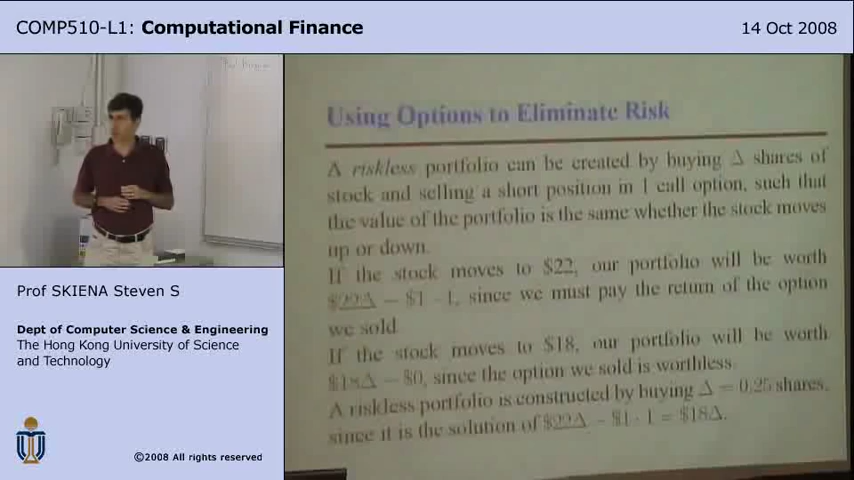 COMP510-L1: Computational Finance
14 Oct 2008
Using Options to Eliminate Risk
A riskless portfolio can be created by buying Δ shares of
stock and selling a short position in 1 call option, such that
the value of the portfolio is the same whether the stock moves
up or down.
If the stock moves to $22, our portfolio will be worth
$22Δ − $1 · 1, since we must pay the return of the option
we sold
If the stock moves to $18, our portfolio will be worth
$18Δ − $0, since the option we sold is worthless.
A riskless portfolio is constructed by buying Δ = 0.25 shares,
since it is the solution of $22Δ − $1 · 1 = $18Δ.
Prof SKIENA Steven S
Dept of Computer Science & Engineering
The Hong Kong University of Science
and Technology
©2008 All rights reserved